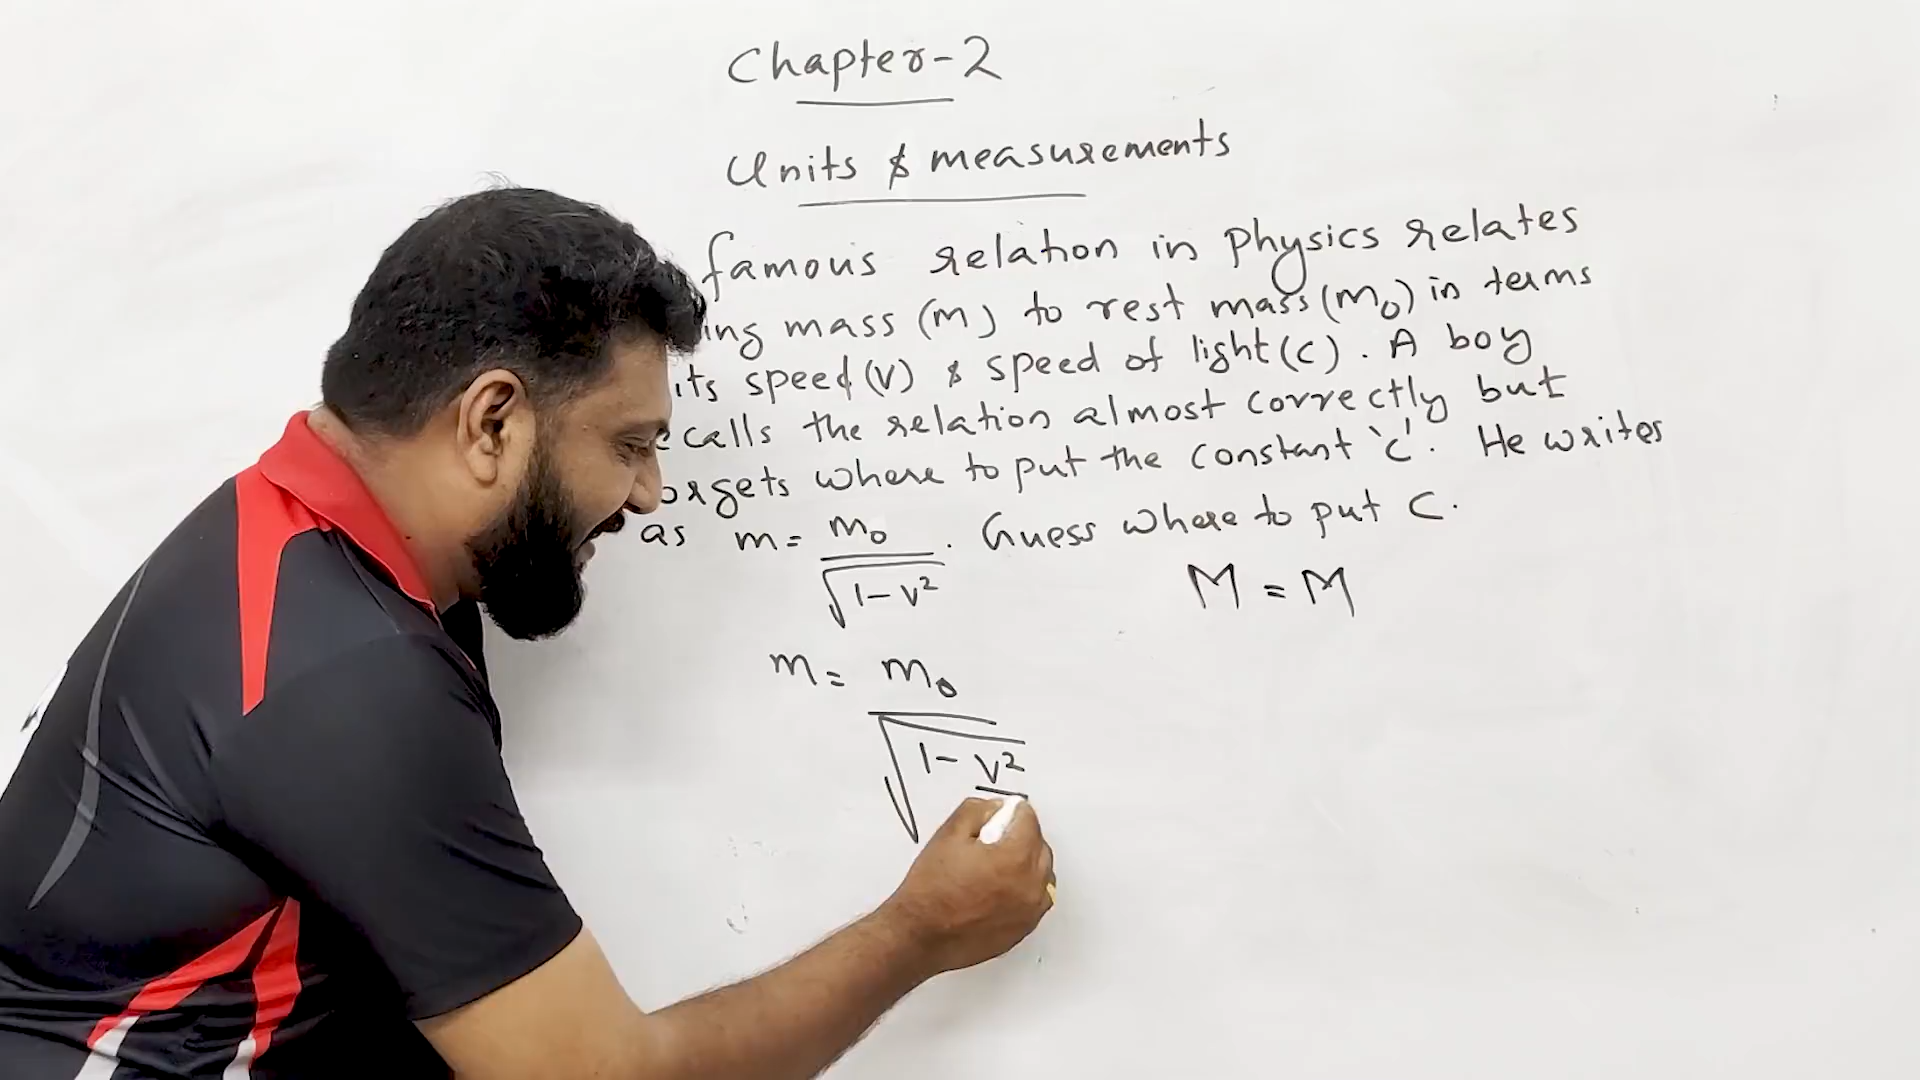 Chapter-2
Units & measurements
famous relation in Physics relates
ing mass (m) to rest mass (m₀) in terms
its speed (v) & speed of light (c). A boy
calls the relation almost correctly but
orgets where to put the constant 'c'. He writes
as m = m₀ / √1-v² . Guess where to put c.
M = M
m = m₀ / √1-v²